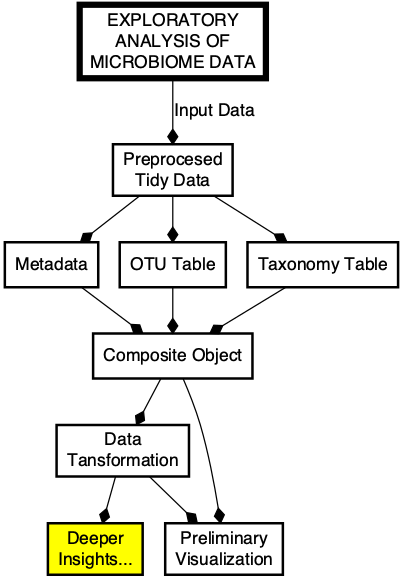 EXPLORATORY
ANALYSIS OF
MICROBIOME DATA
Input Data
Preprocesed
Tidy Data
Metadata
OTU Table
Taxonomy Table
Composite Object
Data
Tansformation
Deeper
Insights...
Preliminary
Visualization